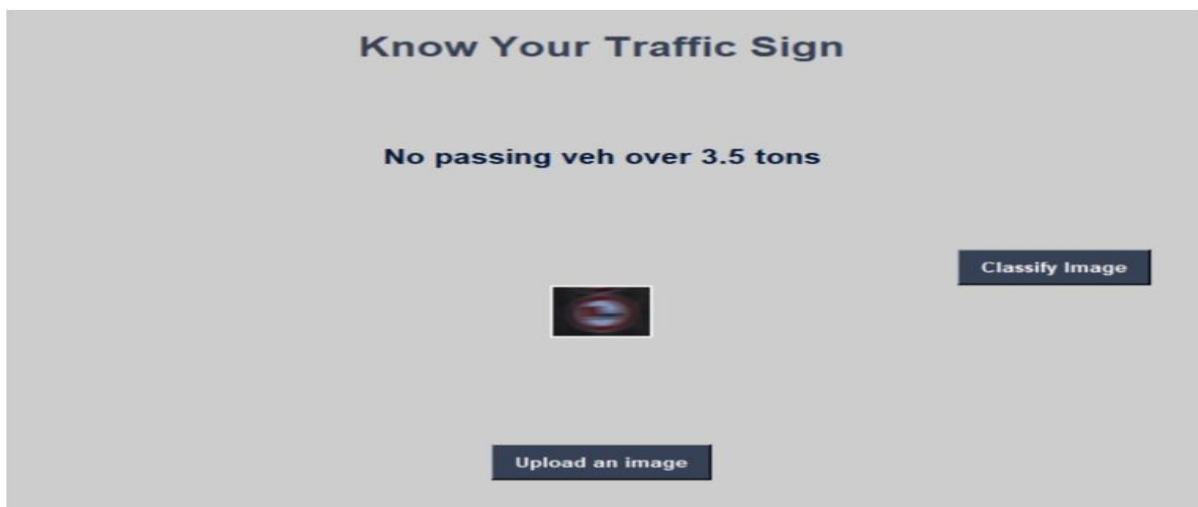 Know Your Traffic Sign
No passing veh over 3.5 tons
Classify Image
Upload an image